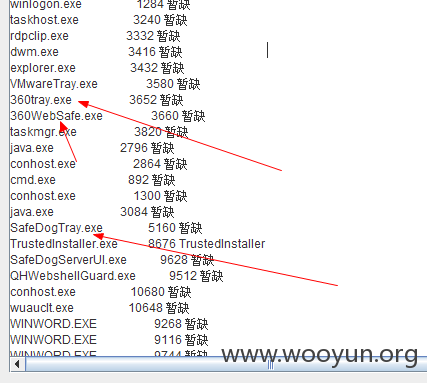 winlogon.exe 1284 暂缺
taskhost.exe 3240 暂缺
rdpclip.exe 3332 暂缺
dwm.exe 3416 暂缺
explorer.exe 3432 暂缺
VMwareTray.exe 3580 暂缺
360tray.exe 3652 暂缺
360WebSafe.exe 3660 暂缺
taskmgr.exe 3820 暂缺
java.exe 2796 暂缺
conhost.exe 2864 暂缺
cmd.exe 892 暂缺
conhost.exe 1300 暂缺
java.exe 3084 暂缺
SafeDogTray.exe 5160 暂缺
TrustedInstaller.exe 8676 TrustedInstaller
SafeDogServerUI.exe 9628 暂缺
QHWebshellGuard.exe 9512 暂缺
conhost.exe 10680 暂缺
wuauclt.exe 10648 暂缺
WINWORD.EXE 9268 暂缺
WINWORD.EXE 9116 暂缺
WINWORD.EXE 9744 暂缺
www.wooyun.org